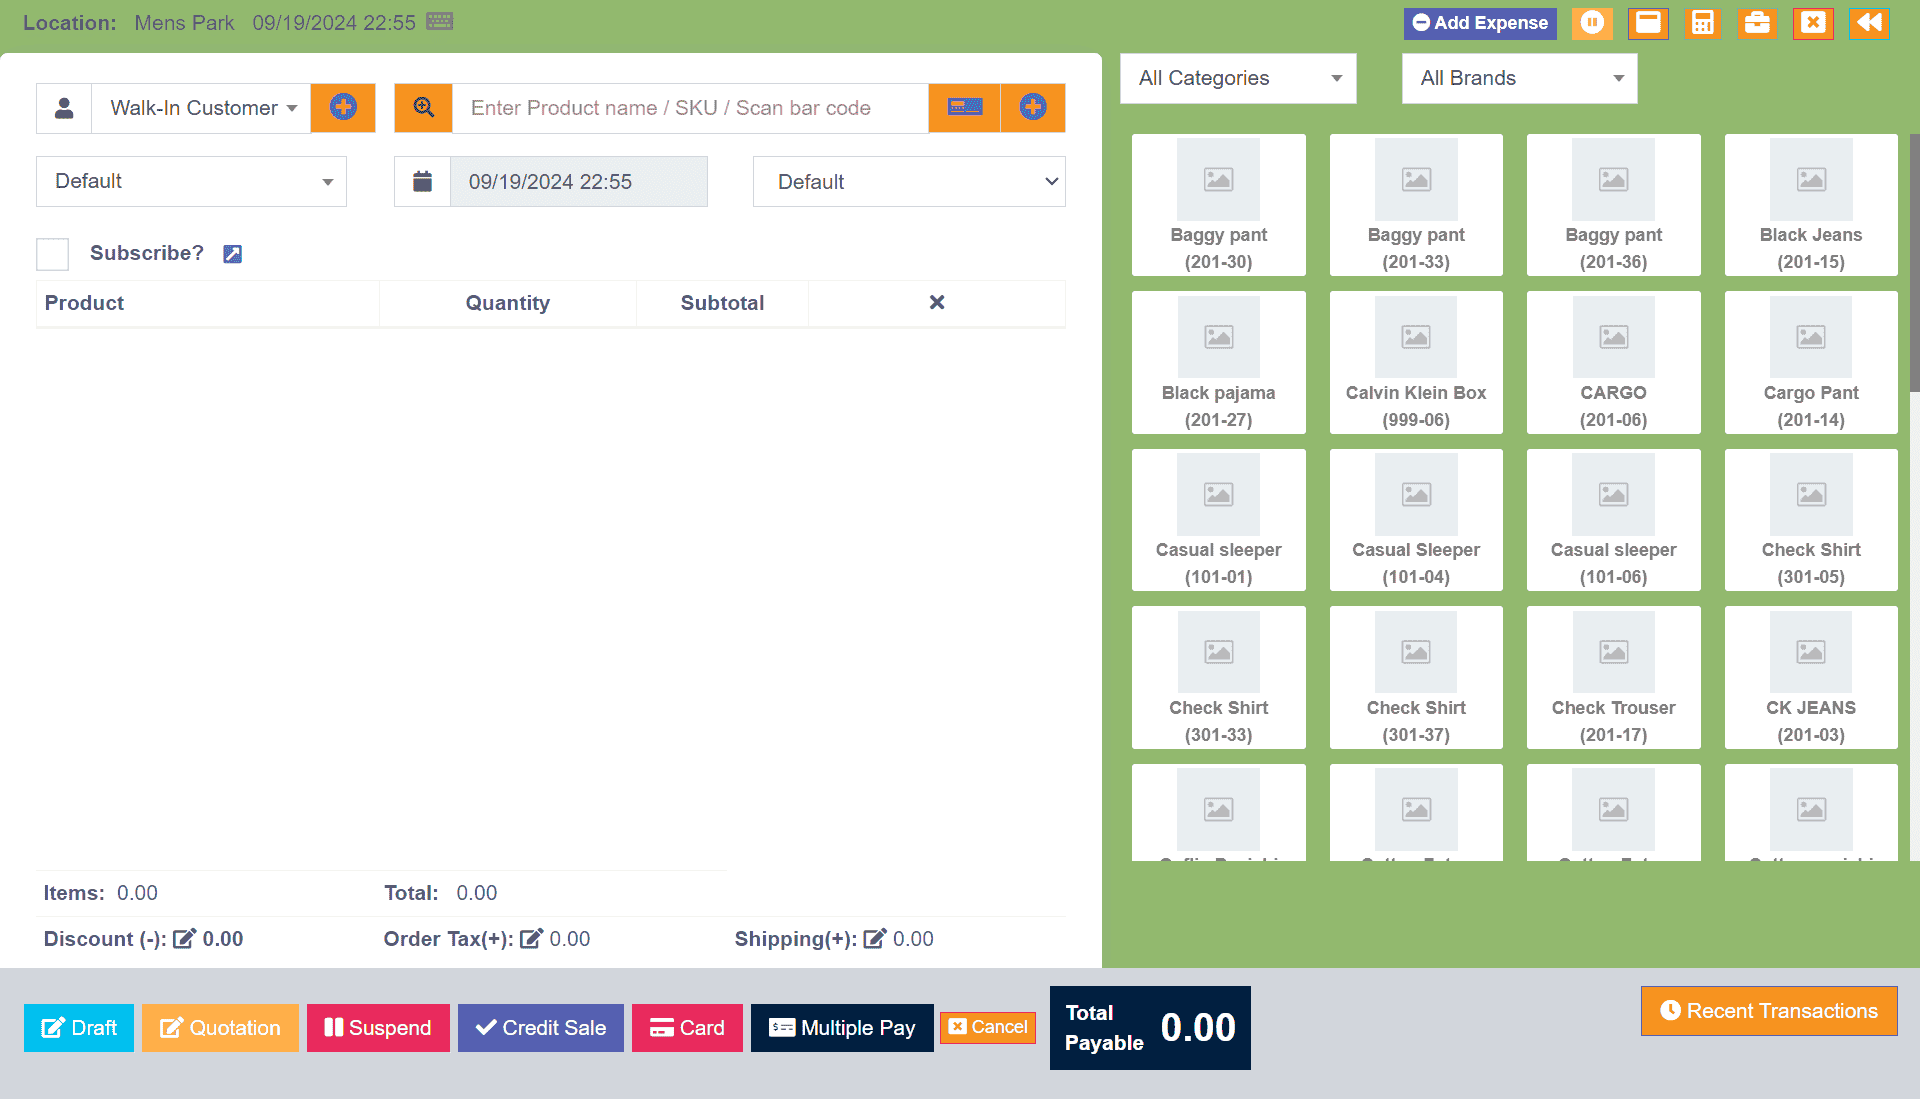 Location: Mens Park 09/19/2024 22:55
Add Expense
Walk-In Customer
Enter Product name / SKU / Scan bar code
All Categories
All Brands
Default
09/19/2024 22:55
Default
Subscribe?
Product Quantity Subtotal
Baggy pant
(201-30)
Baggy pant
(201-33)
Baggy pant
(201-36)
Black Jeans
(201-15)
Black pajama
(201-27)
Calvin Klein Box
(999-06)
CARGO
(201-06)
Cargo Pant
(201-14)
Casual sleeper
(101-01)
Casual Sleeper
(101-04)
Casual sleeper
(101-06)
Check Shirt
(301-05)
Check Shirt
(301-33)
Check Shirt
(301-37)
Check Trouser
(201-17)
CK JEANS
(201-03)
Items: 0.00 Total: 0.00
Discount (-): 0.00 Order Tax(+): 0.00 Shipping(+): 0.00
Draft
Quotation
Suspend
Credit Sale
Card
Multiple Pay
Cancel
Total
Payable
0.00
Recent Transactions